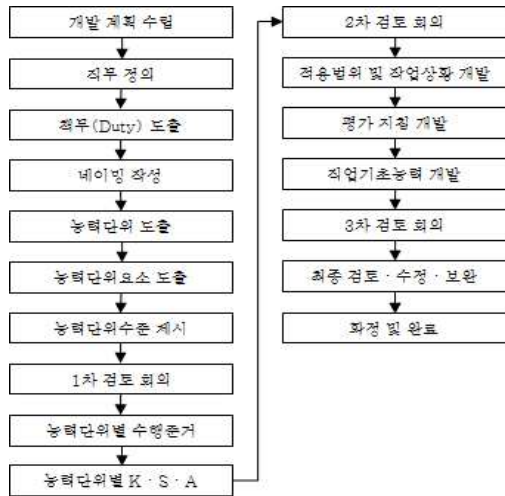 개발 계획 수립
직무 정의
책무(Duty) 도출
네이밍 작성
능력단위 도출
능력단위요소 도출
능력단위수준 제시
1차 검토 회의
능력단위별 수행준거
능력단위별 K · S · A
2차 검토 회의
적용범위 및 작업상황 개발
평가 지침 개발
직업기초능력 개발
3차 검토 회의
최종 검토 · 수정 · 보완
확정 및 완료